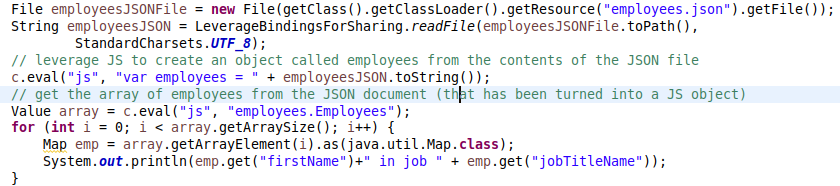 File employeesJSONFile = new File(getClass().getClassLoader().getResource("employees.json").getFile());
String employeesJSON = LeverageBindingsForSharing.readFile(employeesJSONFile.toPath(),
StandardCharsets.UTF_8);
// leverage JS to create an object called employees from the contents of the JSON file
c.eval("js", "var employees = " + employeesJSON.toString());
// get the array of employees from the JSON document (that has been turned into a JS object)
Value array = c.eval("js", "employees.Employees");
for (int i = 0; i < array.getArraySize(); i++) {
Map emp = array.getArrayElement(i).as(java.util.Map.class);
System.out.println(emp.get("firstName")+" in job " + emp.get("jobTitleName"));
}